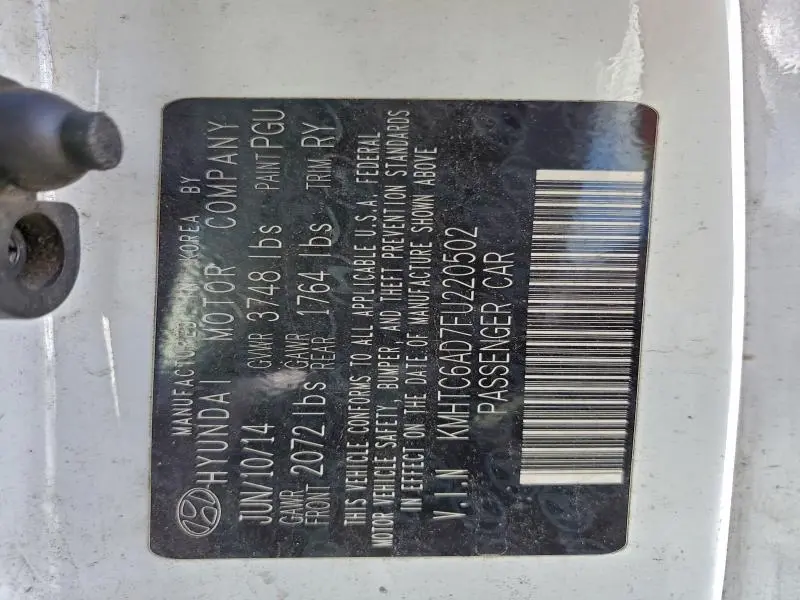 MANUFACTURED IN KOREA BY
HYUNDAI MOTOR COMPANY
JUN/10/14 GVWR 3748 lbs PAINT PGU
GAWR FRONT 2072 lbs GAWR REAR 1764 lbs TRIM RY
THIS VEHICLE CONFORMS TO ALL APPLICABLE U.S.A. FEDERAL
MOTOR VEHICLE SAFETY, BUMPER, AND THEFT PREVENTION STANDARDS
IN EFFECT ON THE DATE OF MANUFACTURE SHOWN ABOVE
V.I.N KMHTC6AD7FU220502
PASSENGER CAR